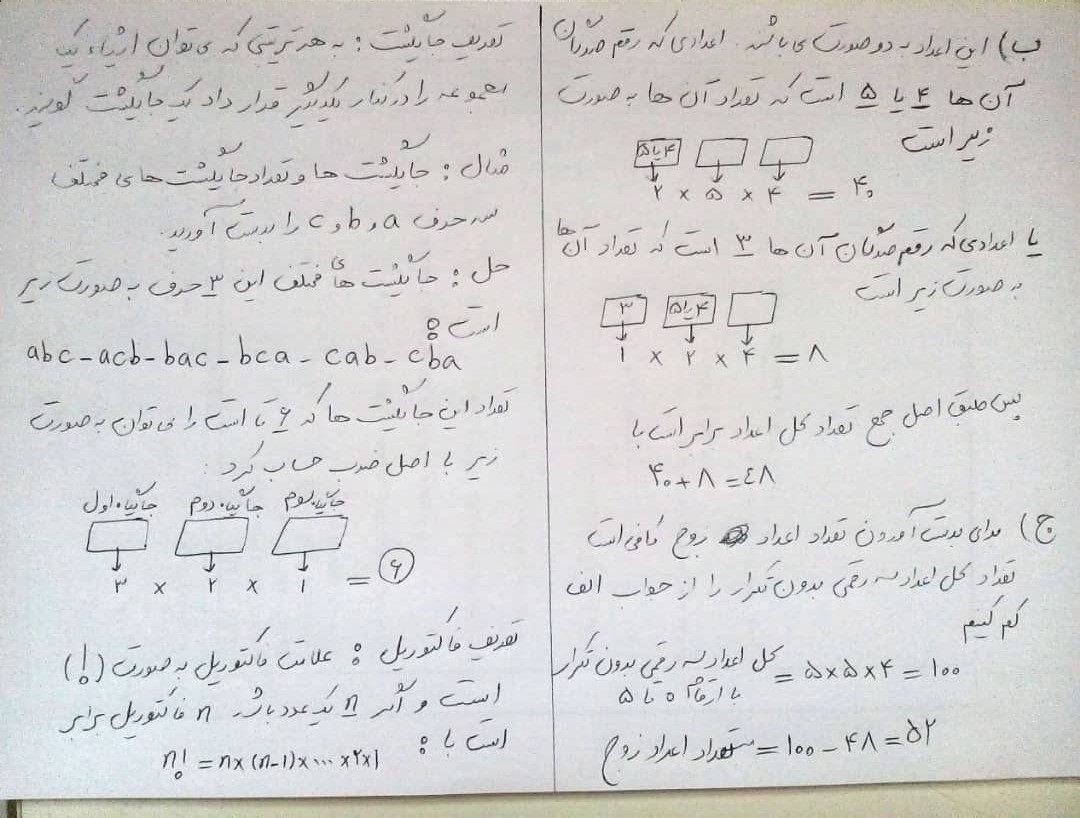 ب) این اعداد به دو صورت می باشد. اعدادی که رقم صدگان
آن ها ۴ یا ۵ است که تعداد آن ها به صورت
زیر است
۴ یا ۵
۲ × ۵ × ۴ = ۴۰
یا اعدادی که رقم صدگان آن ها ۳ است که تعداد آن ها
به صورت زیر است
۳ ۴ یا ۵
۱ × ۲ × ۴ = ۸
پس طبق اصل جمع تعداد کل اعداد برابر است با
۴۰ + ۸ = ٤۸
ج) برای بدست آوردن تعداد اعداد زوج کافی است
تعداد کل اعداد سه رقمی بدون تکرار را از جواب الف
کم کنیم
کل اعداد سه رقمی بدون تکرار = ۵ × ۵ × ۴ = ۱۰۰
با ارقام ۰ تا ۵
تعداد اعداد زوج = ۱۰۰ - ۴۸ = ۵۲
تعریف جایگشت : به هر ترتیبی که می توان اشیاء یک
مجموعه را در کنار یکدیگر قرار داد یک جایگشت گویند.
مثال : جایگشت ها و تعداد جایگشت های مختلف
سه حرف a و b و c را بدست آورید.
حل : جایگشت های مختلف این ۳ حرف به صورت زیر
است :
abc - acb - bac - bca - cab - cba
تعداد این جایگشت ها که ۶ تا است را می توان به صورت
زیر با اصل ضرب حساب کرد :
جایگاه اول جایگاه دوم جایگاه سوم
۳ × ۲ × ۱ = ۶
تعریف فاکتوریل : علامت فاکتوریل به صورت (!)
است و اگر n یک عدد باشد n فاکتوریل برابر
است با :
n! = n × (n-1) × ... × ۲ × ۱